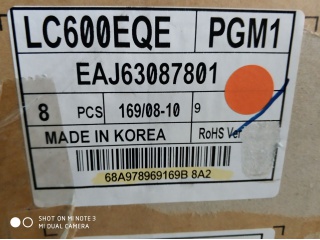 LC600EQE PGM1
EAJ63087801
8 PCS 169/08-10 9
MADE IN KOREA RoHS Ver
68A978969169B 8A2
SHOT ON MI NOTE 3
MI DUAL CAMERA